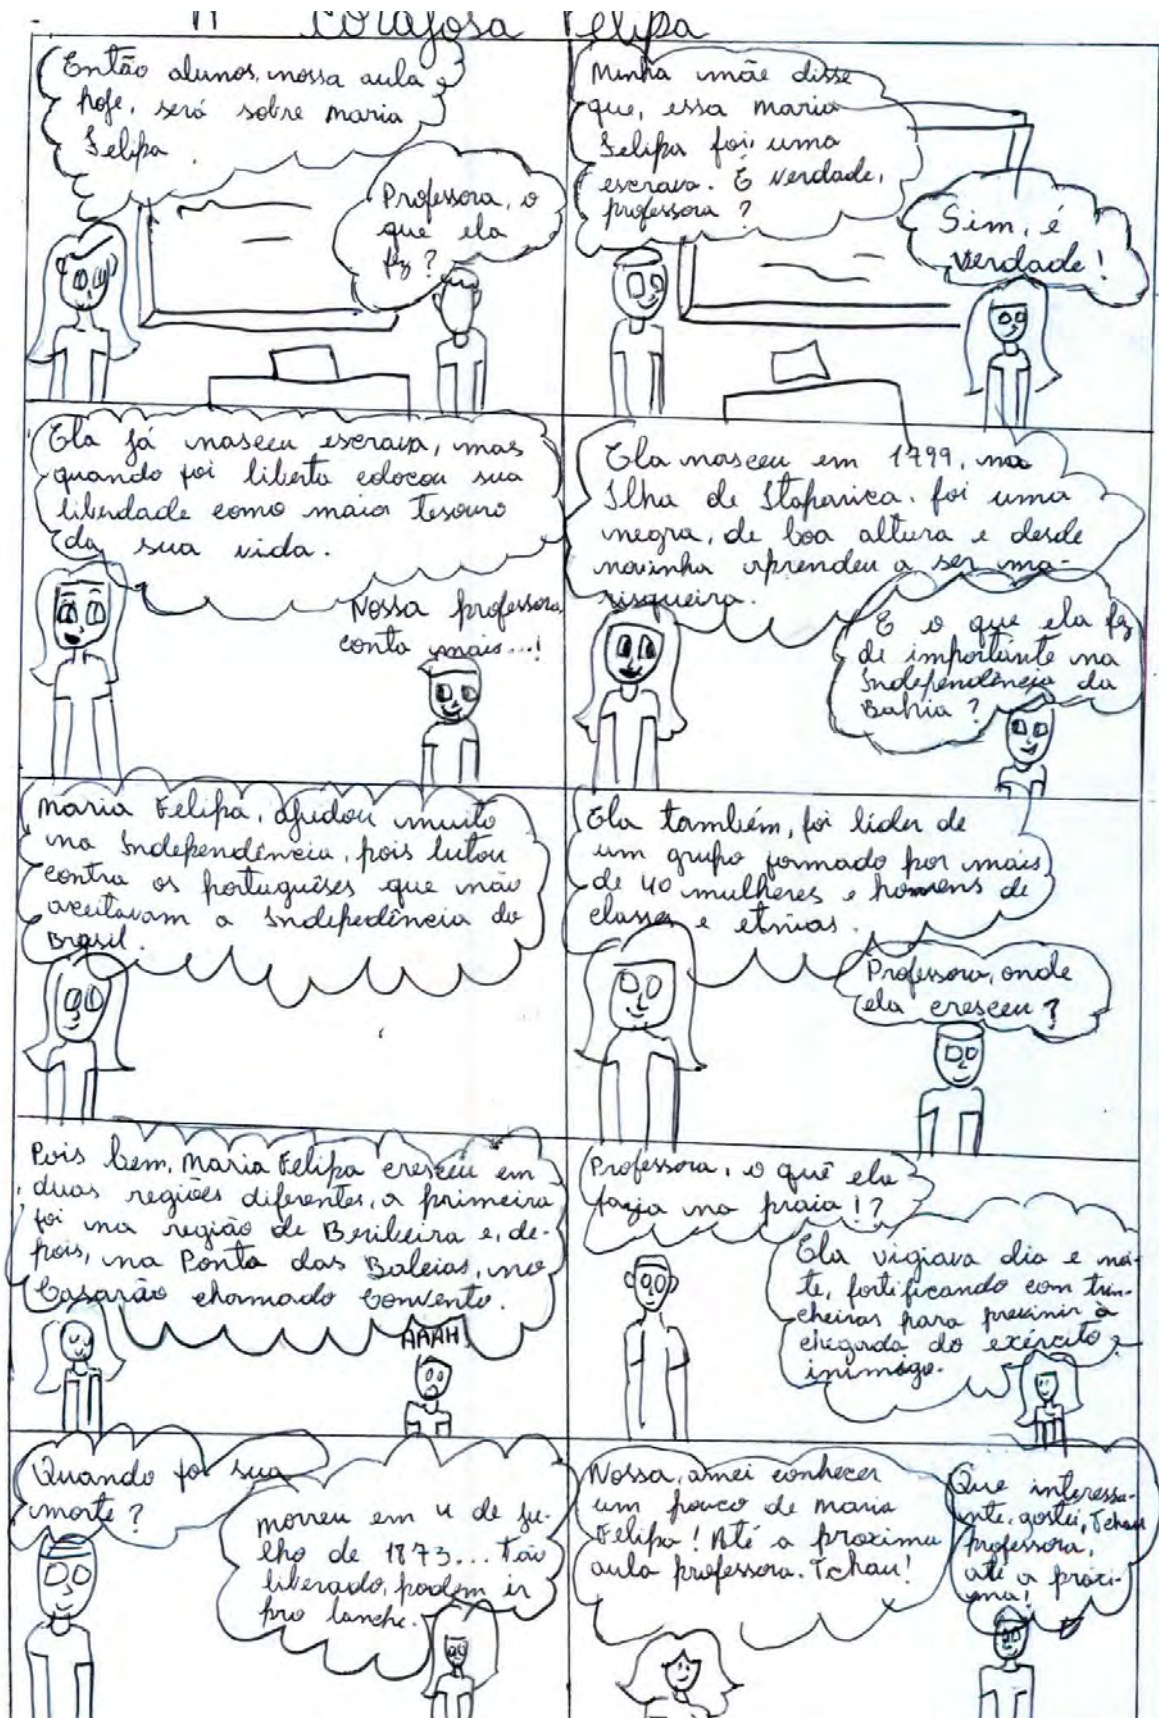 A corajosa Felipa
Então alunos, nossa aula
hoje, será sobre maria
Felipa.
Professora, o
que ela
fez?
Minha mãe disse
que, essa maria
Felipa foi uma
escrava. É verdade,
professora?
Sim, é
verdade!
Ela já nasceu escrava, mas
quando foi liberta colocou sua
liberdade como maior tesouro
da sua vida.
Nossa professora,
conta mais...!
Ela nasceu em 1799, na
Ilha de Itaparica. foi uma
negra, de boa altura e desde
novinha aprendeu a ser ma-
risqueira.
E o que ela fez
de importante na
Independência da
Bahia?
Maria Felipa, ajudou muito
na Independência, pois lutou
contra os portuguêses que não
aceitavam a Indepedência do
Brasil.
Ela também, foi lider de
um grupo formado por mais
de 40 mulheres e homens de
classes e etnias.
Professora, onde
ela cresceu?
Pois bem, Maria Felipa cresceu em
duas regiões diferentes, a primeira
foi na região de Beribeira e, de-
pois, na Ponta das Baleias, no
Casarão chamado Convento.
AAAH!
Professora, o quê ela
fazia na praia!?
Ela vigiava dia e noi-
te, fortificando com trin-
cheiras para previnir à
chegada do exército
inimigo.
Quando foi sua
morte?
morreu em 4 de ju-
lho de 1873... Tão
liberado, podem ir
pro lanche.
Nossa, amei conhecer
um pouco de maria
Felipa! Até a proxima
aula professora. Tchau!
Que interessa-
nte, gostei, Tchau
professora,
até a próxi-
ma!